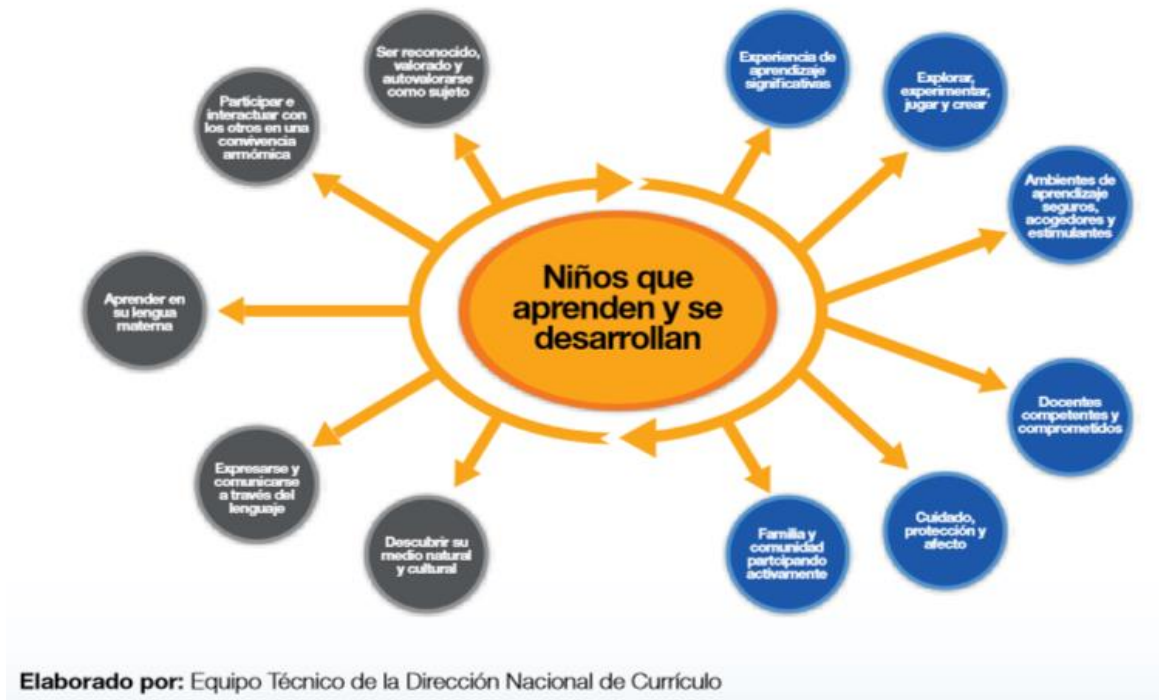 Ser reconocido,
valorado y
autovalorarse
como sujeto
Participar e
interactuar con
los otros en una
convivencia
armómica
Aprender en
su lengua
materna
Expresarse y
comunicarse
a través del
lenguaje
Descubrir su
medio natural
y cultural
Niños que
aprenden y se
desarrollan
Experiencia de
aprendizaje
significativas
Explorar,
experimentar,
jugar y crear
Ambientes de
aprendizaje
seguros,
acogedores y
estimulantes
Docentes
competentes y
comprometidos
Cuidado,
protección y
afecto
Familia y
comunidad
partcipando
activamente
Elaborado por: Equipo Técnico de la Dirección Nacional de Currículo